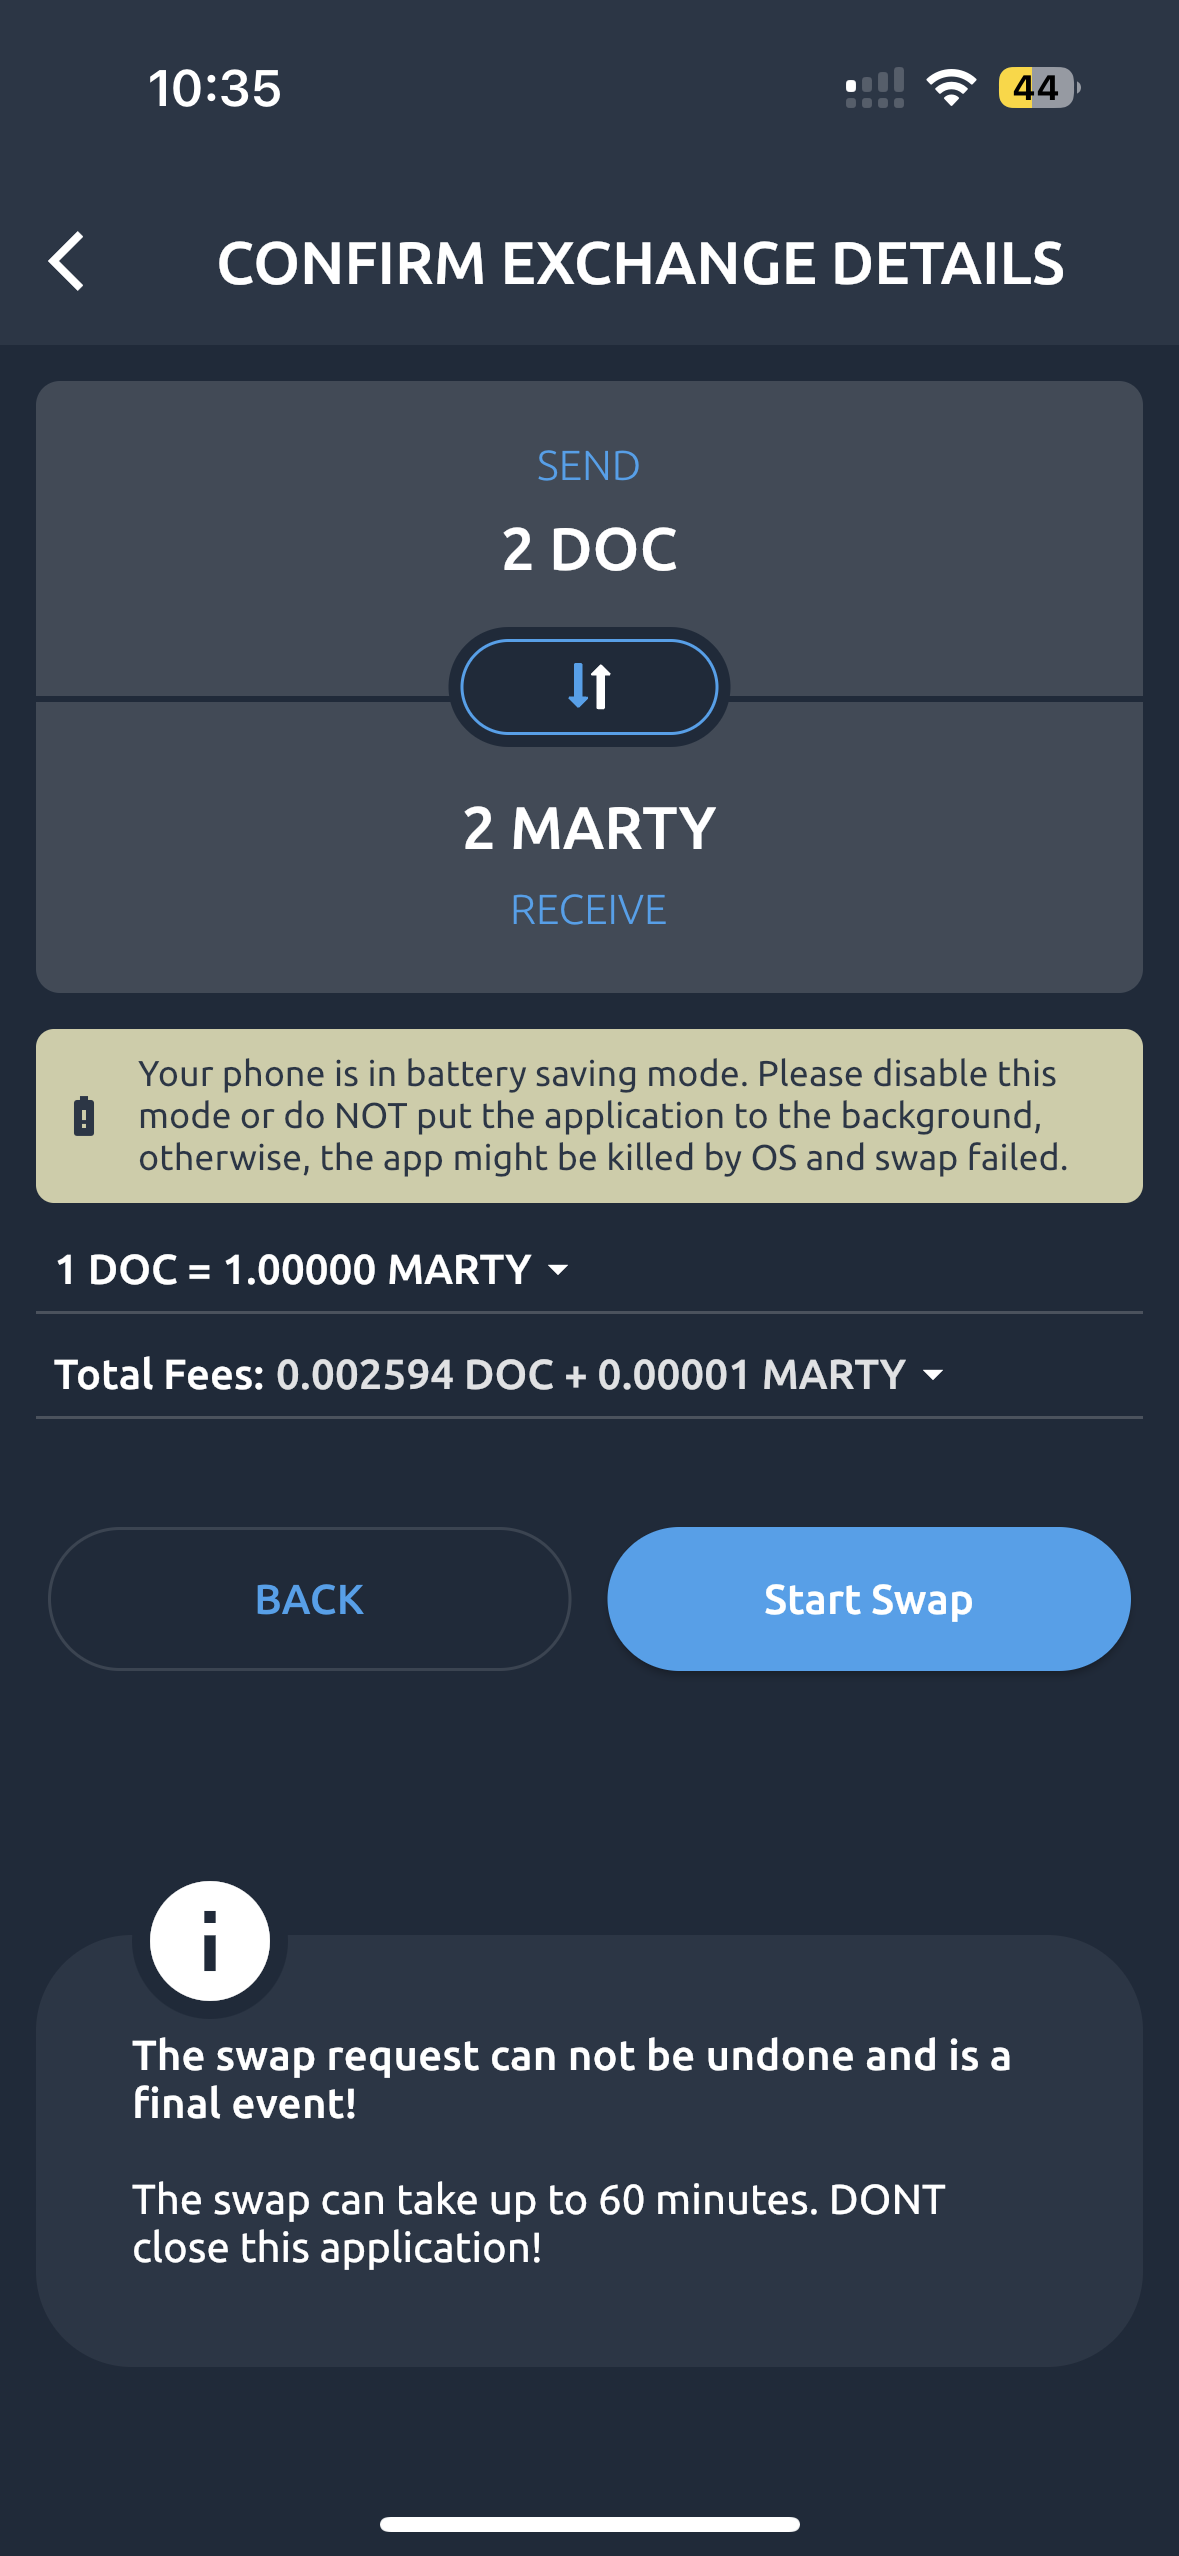 10:35
44
CONFIRM EXCHANGE DETAILS
SEND
2 DOC
2 MARTY
RECEIVE
Your phone is in battery saving mode. Please disable this
mode or do NOT put the application to the background,
otherwise, the app might be killed by OS and swap failed.
1 DOC = 1.00000 MARTY
Total Fees: 0.002594 DOC + 0.00001 MARTY
BACK
Start Swap
The swap request can not be undone and is a
final event!
The swap can take up to 60 minutes. DONT
close this application!